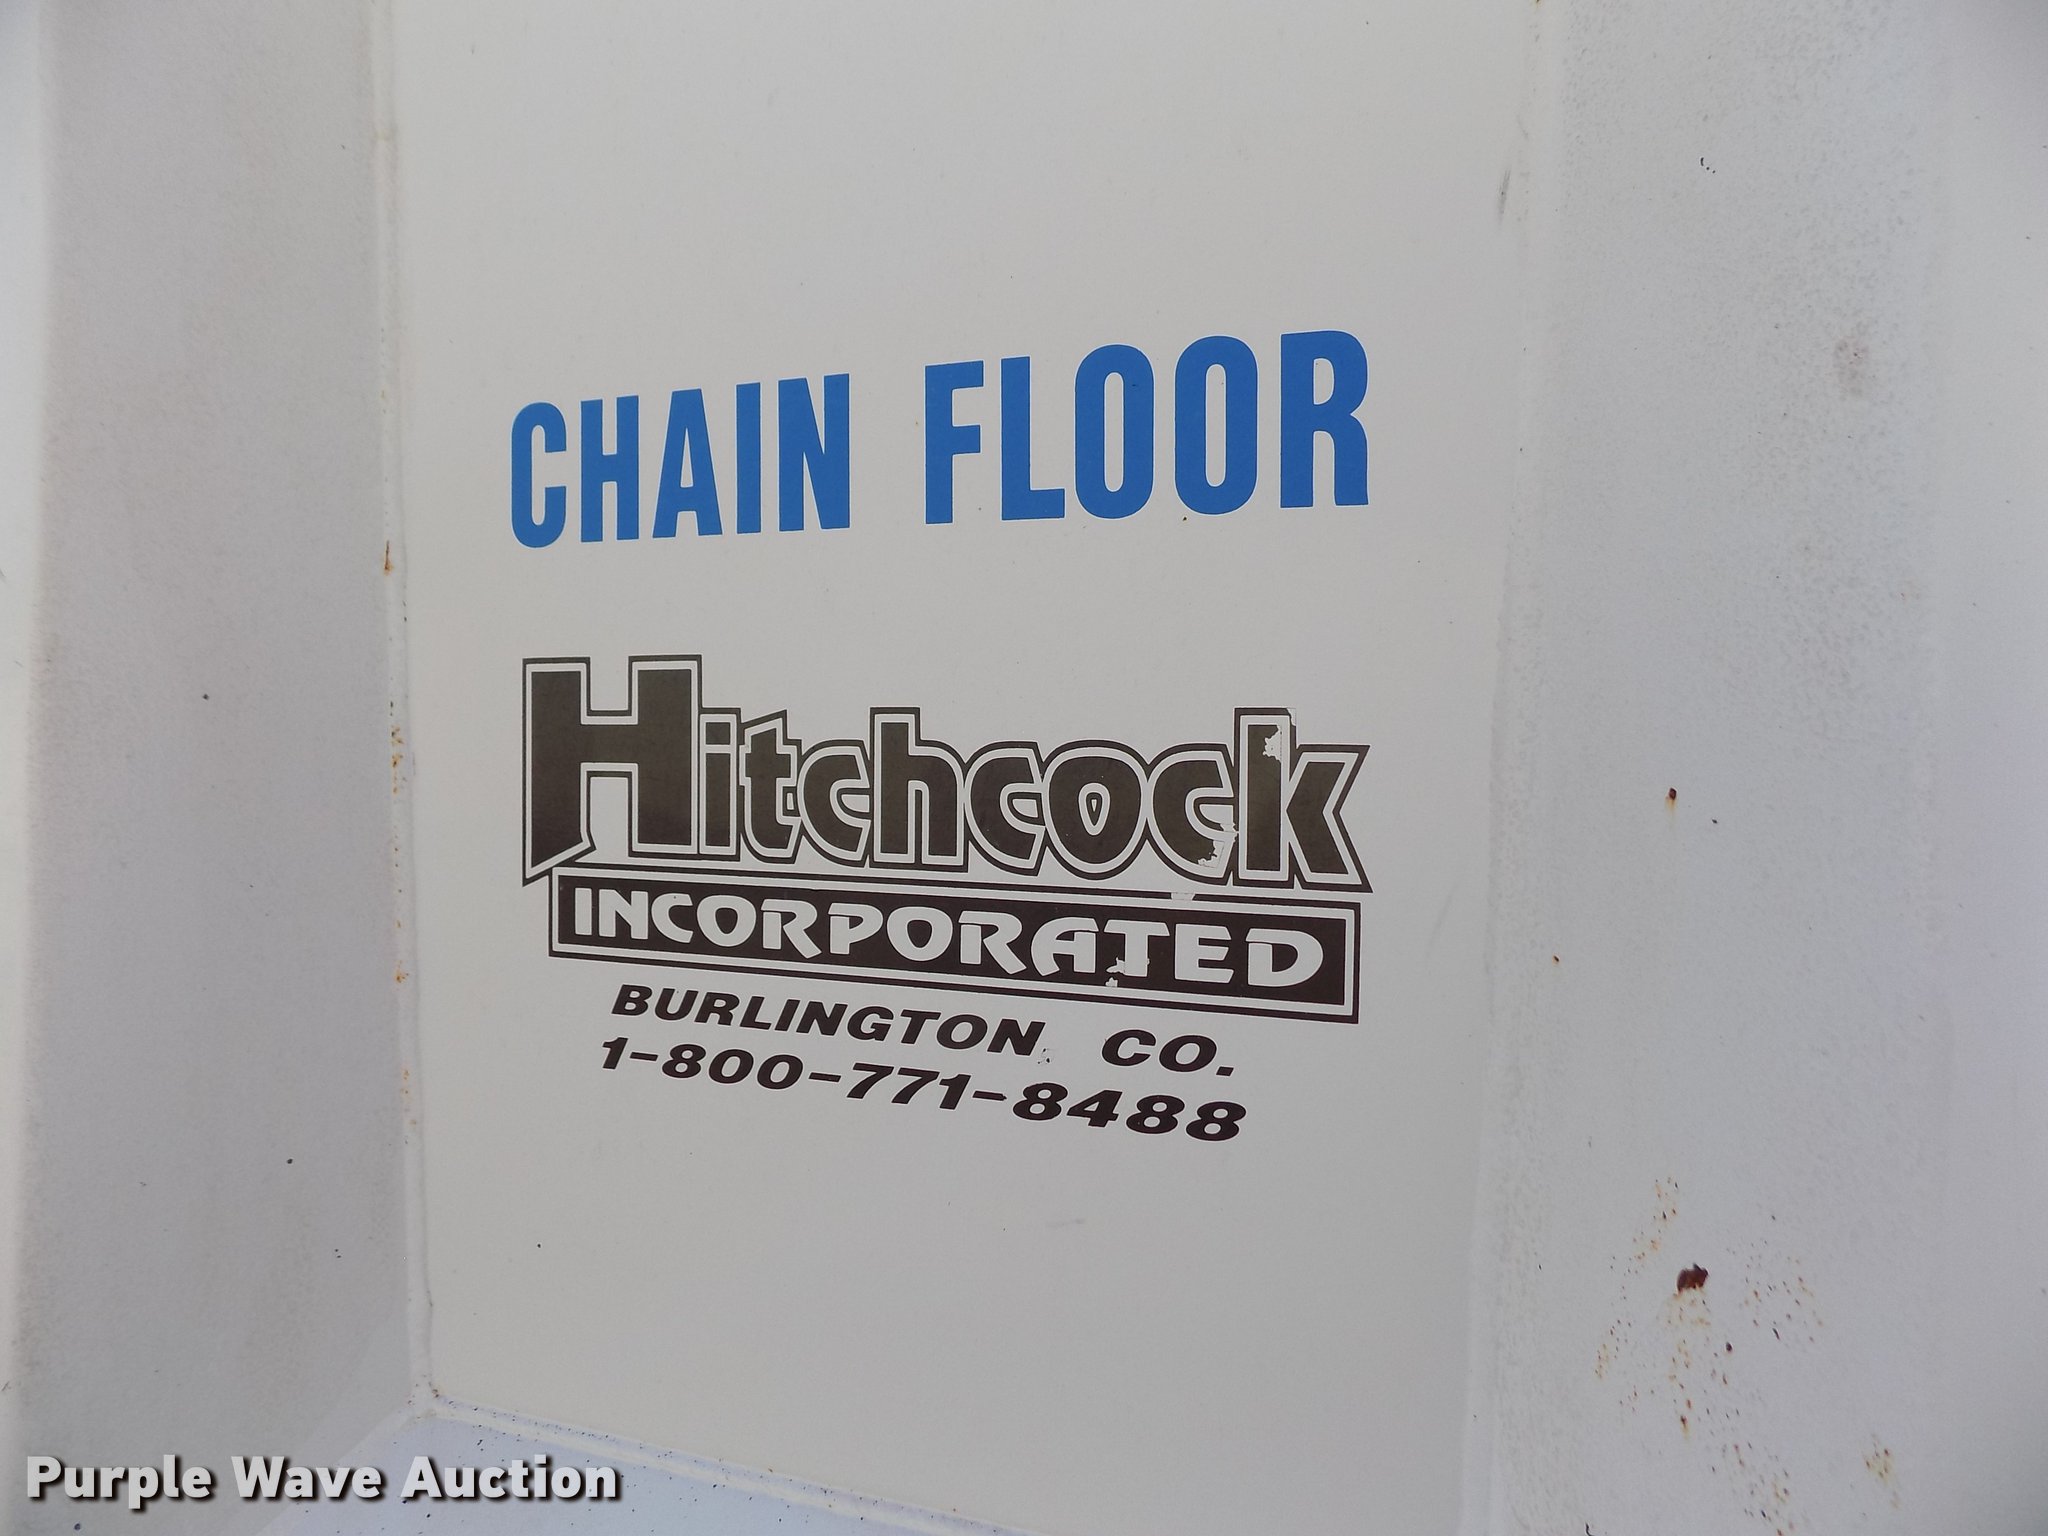 CHAIN FLOOR
Hitchcock
INCORPORATED
BURLINGTON CO.
1-800-771-8488
Purple Wave Auction